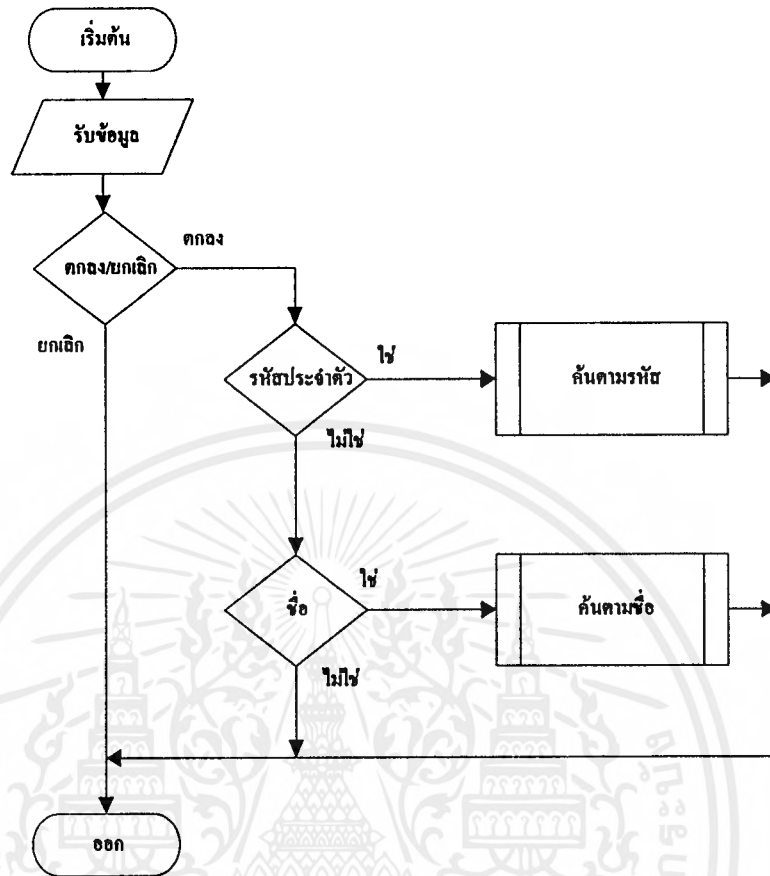 เริ่มต้น
รับข้อมูล
ตกลง/ยกเลิก
ตกลง
ยกเลิก
รหัสประจำตัว
ใช่
ค้นตามรหัส
ไม่ใช่
ชื่อ
ใช่
ค้นตามชื่อ
ไม่ใช่
ออก